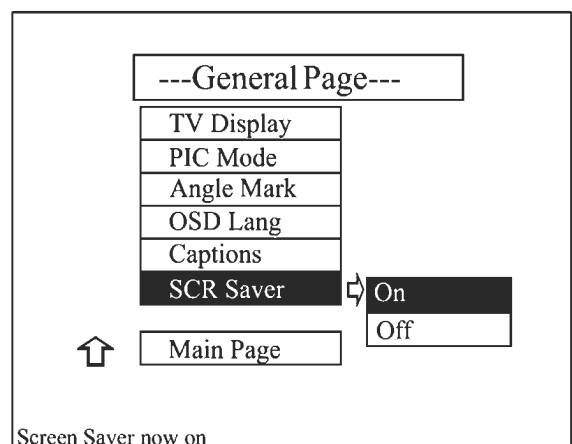 ---General Page---
TV Display
PIC Mode
Angle Mark
OSD Lang
Captions
SCR Saver
On
Off
Main Page
Screen Saver now on